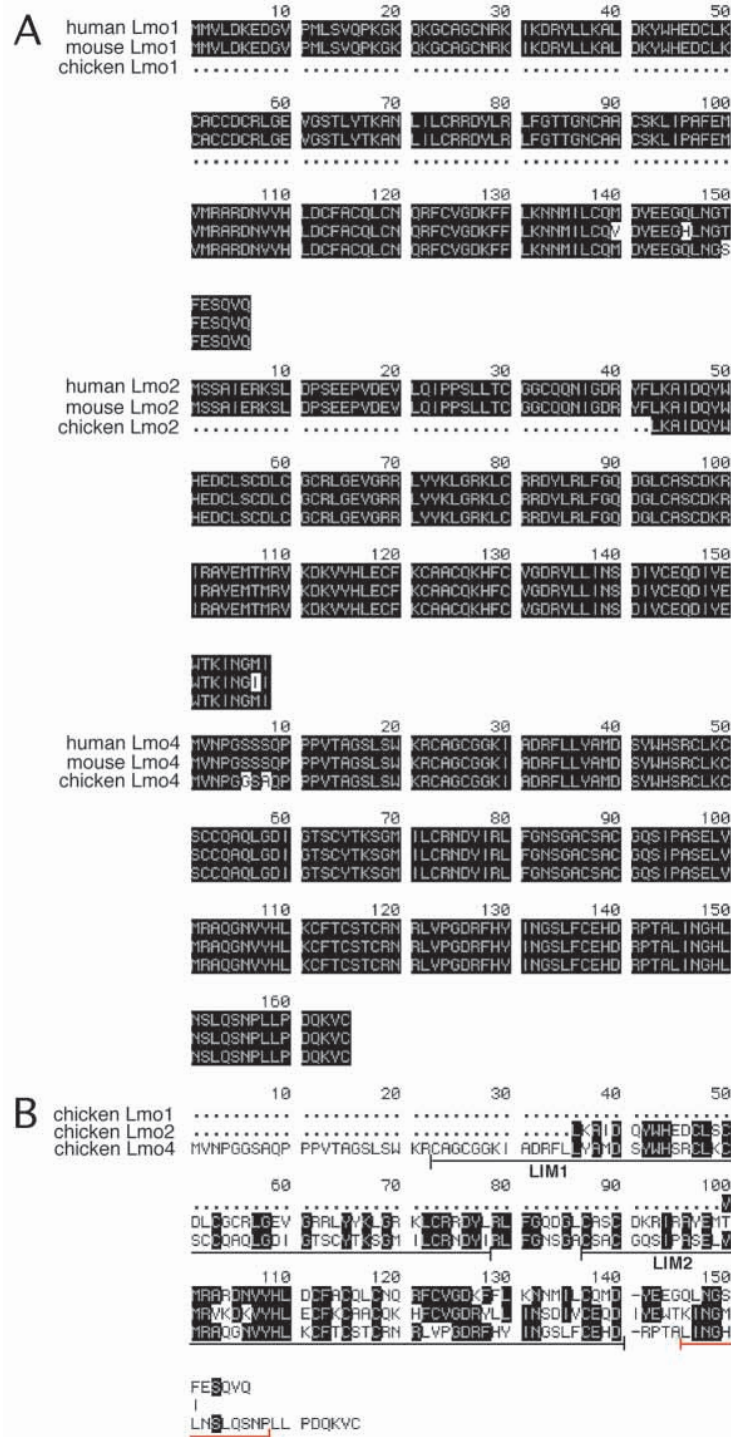 A
10 20 30 40 50
human Lmo1 MMVLDKEDGV PMLSVQPKGK QKGCAGCNRK IKDRYLLKAL DKYWHEDCLK
mouse Lmo1 MMVLDKEDGV PMLSVQPKGK QKGCAGCNRK IKDRYLLKAL DKYWHEDCLK
chicken Lmo1 .......... .......... .......... .......... ..........
60 70 80 90 100
CACCDCRLGE VGSTLYTKAN LILCRRDYLR LFGTTGNCAA CSKLIPAFEM
CACCDCRLGE VGSTLYTKAN LILCRRDYLR LFGTTGNCAA CSKLIPAFEM
.......... .......... .......... .......... ..........
110 120 130 140 150
VMRARDNVYH LDCFACQLCN QRFCVGDKFF LKNNMILCQM DYEEGQLNGT
VMRARDNVYH LDCFACQLCN QRFCVGDKFF LKNNMILCQV DYEEGHLNGT
VMRARDNVYH LDCFACQLCN QRFCVGDKFF LKNNMILCQM DYEEGQLNGS
FESQVQ
FESQVQ
FESQVQ
10 20 30 40 50
human Lmo2 MSSAIERKSL DPSEEPVDEV LQIPPSLLTC GGCQQNIGDR YFLKAIDQYW
mouse Lmo2 MSSAIERKSL DPSEEPVDEV LQIPPSLLTC GGCQQNIGDR YFLKAIDQYW
chicken Lmo2 .......... .......... .......... .......... ..LKAIDQYW
60 70 80 90 100
HEDCLSCDLC GCRLGEVGRR LYYKLGRKLC RRDYLRLFGQ DGLCASCDKR
HEDCLSCDLC GCRLGEVGRR LYYKLGRKLC RRDYLRLFGQ DGLCASCDKR
HEDCLSCDLC GCRLGEVGRR LYYKLGRKLC RRDYLRLFGQ DGLCASCDKR
110 120 130 140 150
IRAYEMTMRV KDKVYHLECF KCAACQKHFC VGDRYLLINS DIVCEQDIYE
IRAYEMTMRV KDKVYHLECF KCAACQKHFC VGDRYLLINS DIVCEQDIYE
IRAYEMTMRV KDKVYHLECF KCAACQKHFC VGDRYLLINS DIVCEQDIYE
WTKINGMI
WTKINGII
WTKINGMI
10 20 30 40 50
human Lmo4 MVNPGSSSQP PPVTAGSLSW KRCAGCGGKI ADRFLLYAMD SYWHSRCLKC
mouse Lmo4 MVNPGSSSQP PPVTAGSLSW KRCAGCGGKI ADRFLLYAMD SYWHSRCLKC
chicken Lmo4 MVNPGGSAQP PPVTAGSLSW KRCAGCGGKI ADRFLLYAMD SYWHSRCLKC
60 70 80 90 100
SCCQAQLGDI GTSCYTKSGM ILCRNDYIRL FGNSGACSAC GQSIPASELV
SCCQAQLGDI GTSCYTKSGM ILCRNDYIRL FGNSGACSAC GQSIPASELV
SCCQAQLGDI GTSCYTKSGM ILCRNDYIRL FGNSGACSAC GQSIPASELV
110 120 130 140 150
MRAQGNVYHL KCFTCSTCRN RLVPGDRFHY INGSLFCEHD RPTALINGHL
MRAQGNVYHL KCFTCSTCRN RLVPGDRFHY INGSLFCEHD RPTALINGHL
MRAQGNVYHL KCFTCSTCRN RLVPGDRFHY INGSLFCEHD RPTALINGHL
160
NSLQSNPLLP DQKVC
NSLQSNPLLP DQKVC
NSLQSNPLLP DQKVC
B
10 20 30 40 50
chicken Lmo1 .......... .......... .......... .......... ..........
chicken Lmo2 .......... .......... .......... ......LKAID QYWHEDCLSC
chicken Lmo4 MVNPGGSAQP PPVTAGSLSW KRCAGCGGKI ADRFLLYAMD SYWHSRCLKC
LIM1
60 70 80 90 100
.......... .......... .......... .......... .........V
DLCGCRLGEV GRRLYYKLGR KLCRRDYLRL FGQDGLCASC DKRIRAYEMT
SCCQAQLGDI GTSCYTKSGM ILCRNDYIRL FGNSGACSAC GQSIPASELV
LIM2
110 120 130 140 150
MRARDNVYHL DCFACQLCNQ RFCVGDKFFL KNNMILCQMD -YEEGQLNGS
MRVKDKVYHL ECFKCAACQK HFCVGDRYLL INSDIVCEQD IYEWTKINGM
MRAQGNVYHL KCFTCSTCRN RLVPGDRFHY INGSLFCEHD -RPTALINGH
FESQVQ
I
LNSLQSNPLL PDQKVC